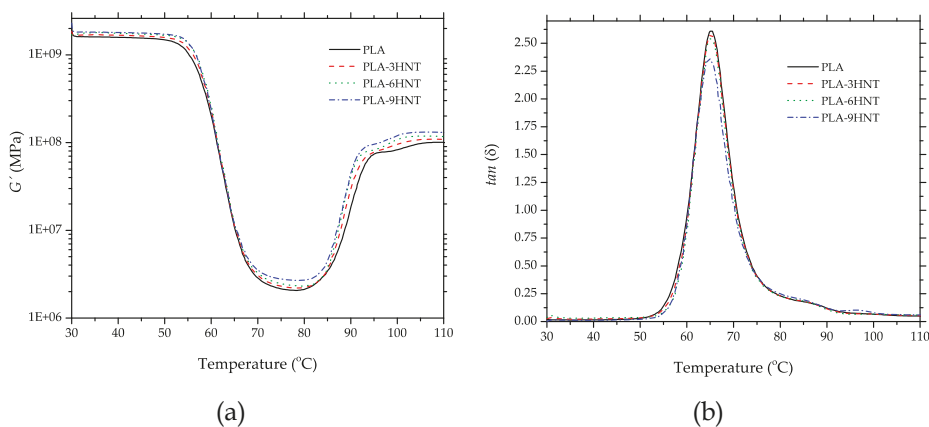 1E+09
1E+08
1E+07
1E+06
G´ (MPa)
30 40 50 60 70 80 90 100 110
Temperature (°C)
PLA
PLA-3HNT
PLA-6HNT
PLA-9HNT
(a)
2.50
2.25
2.00
1.75
1.50
1.25
1.00
0.75
0.50
0.25
0.00
tan (δ)
30 40 50 60 70 80 90 100 110
Temperature (°C)
PLA
PLA-3HNT
PLA-6HNT
PLA-9HNT
(b)